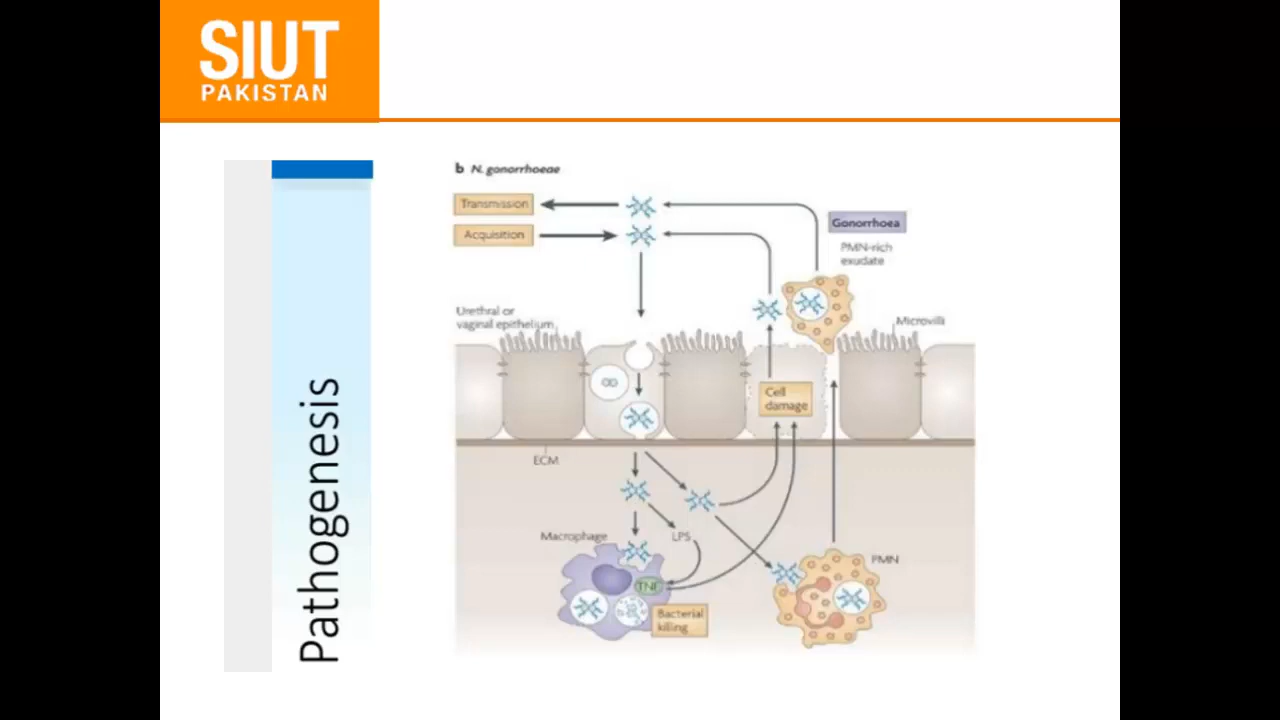 SIUT
PAKISTAN
Pathogenesis
b N. gonorrhoeae
Transmission
Acquisition
Gonorrhoea
PMN-rich
exudate
Urethral or
vaginal epithelium
Microvilli
Cell
damage
ECM
Macrophage
LPS
PMN
TNF
Bacterial
killing